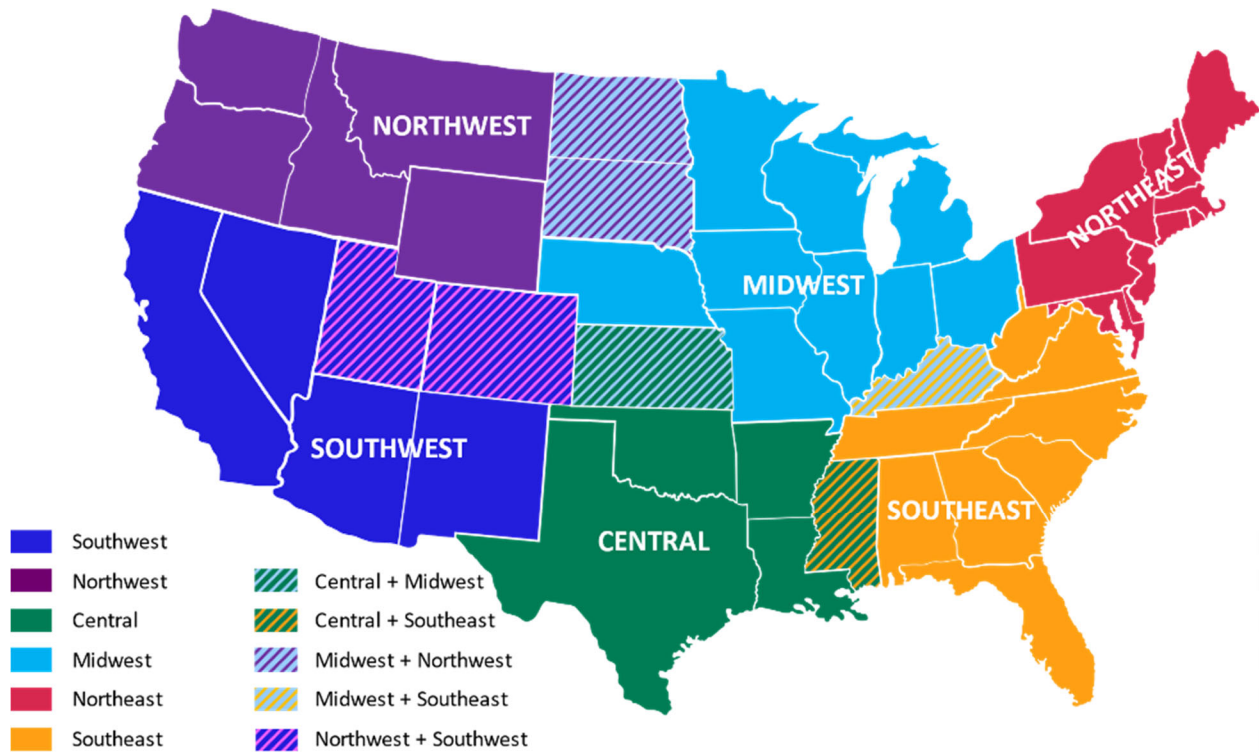 NORTHWEST
NORTHEAST
MIDWEST
SOUTHWEST
SOUTHEAST
CENTRAL
Southwest
Northwest
Central
Midwest
Northeast
Southeast
Central + Midwest
Central + Southeast
Midwest + Northwest
Midwest + Southeast
Northwest + Southwest